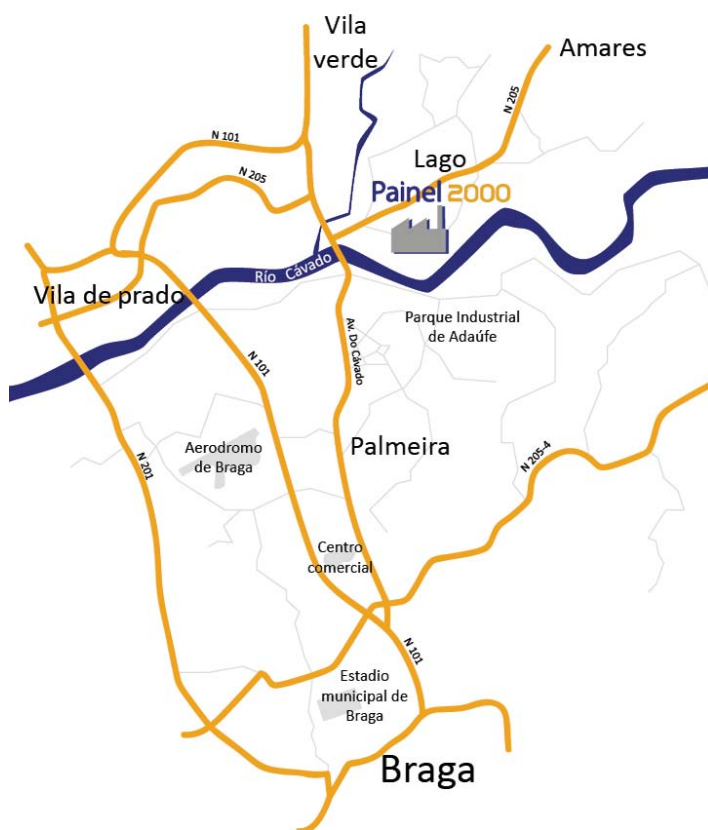 Vila
verde
Amares
N 205
N 101
Lago
N 205
Painel 2000
Río Cávado
Vila de prado
Parque Industrial
de Adaúfe
Av. Do Cávado
N 101
Aerodromo
de Braga
Palmeira
N 201
N 205-4
Centro
comercial
N 101
Estadio
municipal de
Braga
Braga